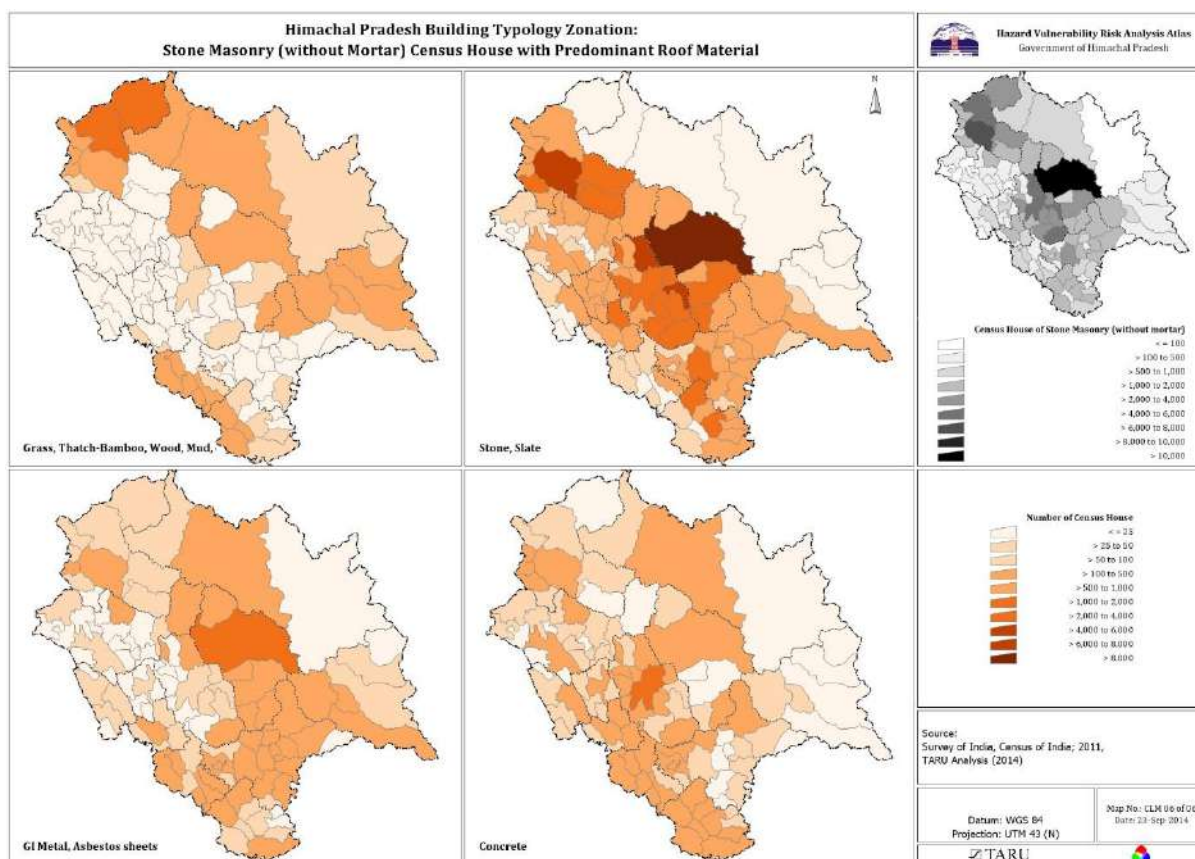 Himachal Pradesh Building Typology Zonation:
Stone Masonry (without Mortar) Census House with Predominant Roof Material
Hazard Vulnerability Risk Analysis Atlas
Government of Himachal Pradesh
N
Grass, Thatch-Bamboo, Wood, Mud,
Stone, Slate
Census House of Stone Masonry (without mortar)
<= 100
> 100 to 500
> 500 to 1,000
> 1,000 to 2,000
> 2,000 to 4,000
> 4,000 to 6,000
> 6,000 to 8,000
> 8,000 to 10,000
> 10,000
GI Metal, Asbestos sheets
Concrete
Number of Census House
<= 25
> 25 to 50
> 50 to 100
> 100 to 500
> 500 to 1,000
> 1,000 to 2,000
> 2,000 to 4,000
> 4,000 to 6,000
> 6,000 to 8,000
> 8,000
Source:
Survey of India, Census of India; 2011,
TARU Analysis (2014)
Datum: WGS 84
Projection: UTM 43 (N)
Map No.: CLM 06 of 06
Date: 23-Sep 2014
TARU